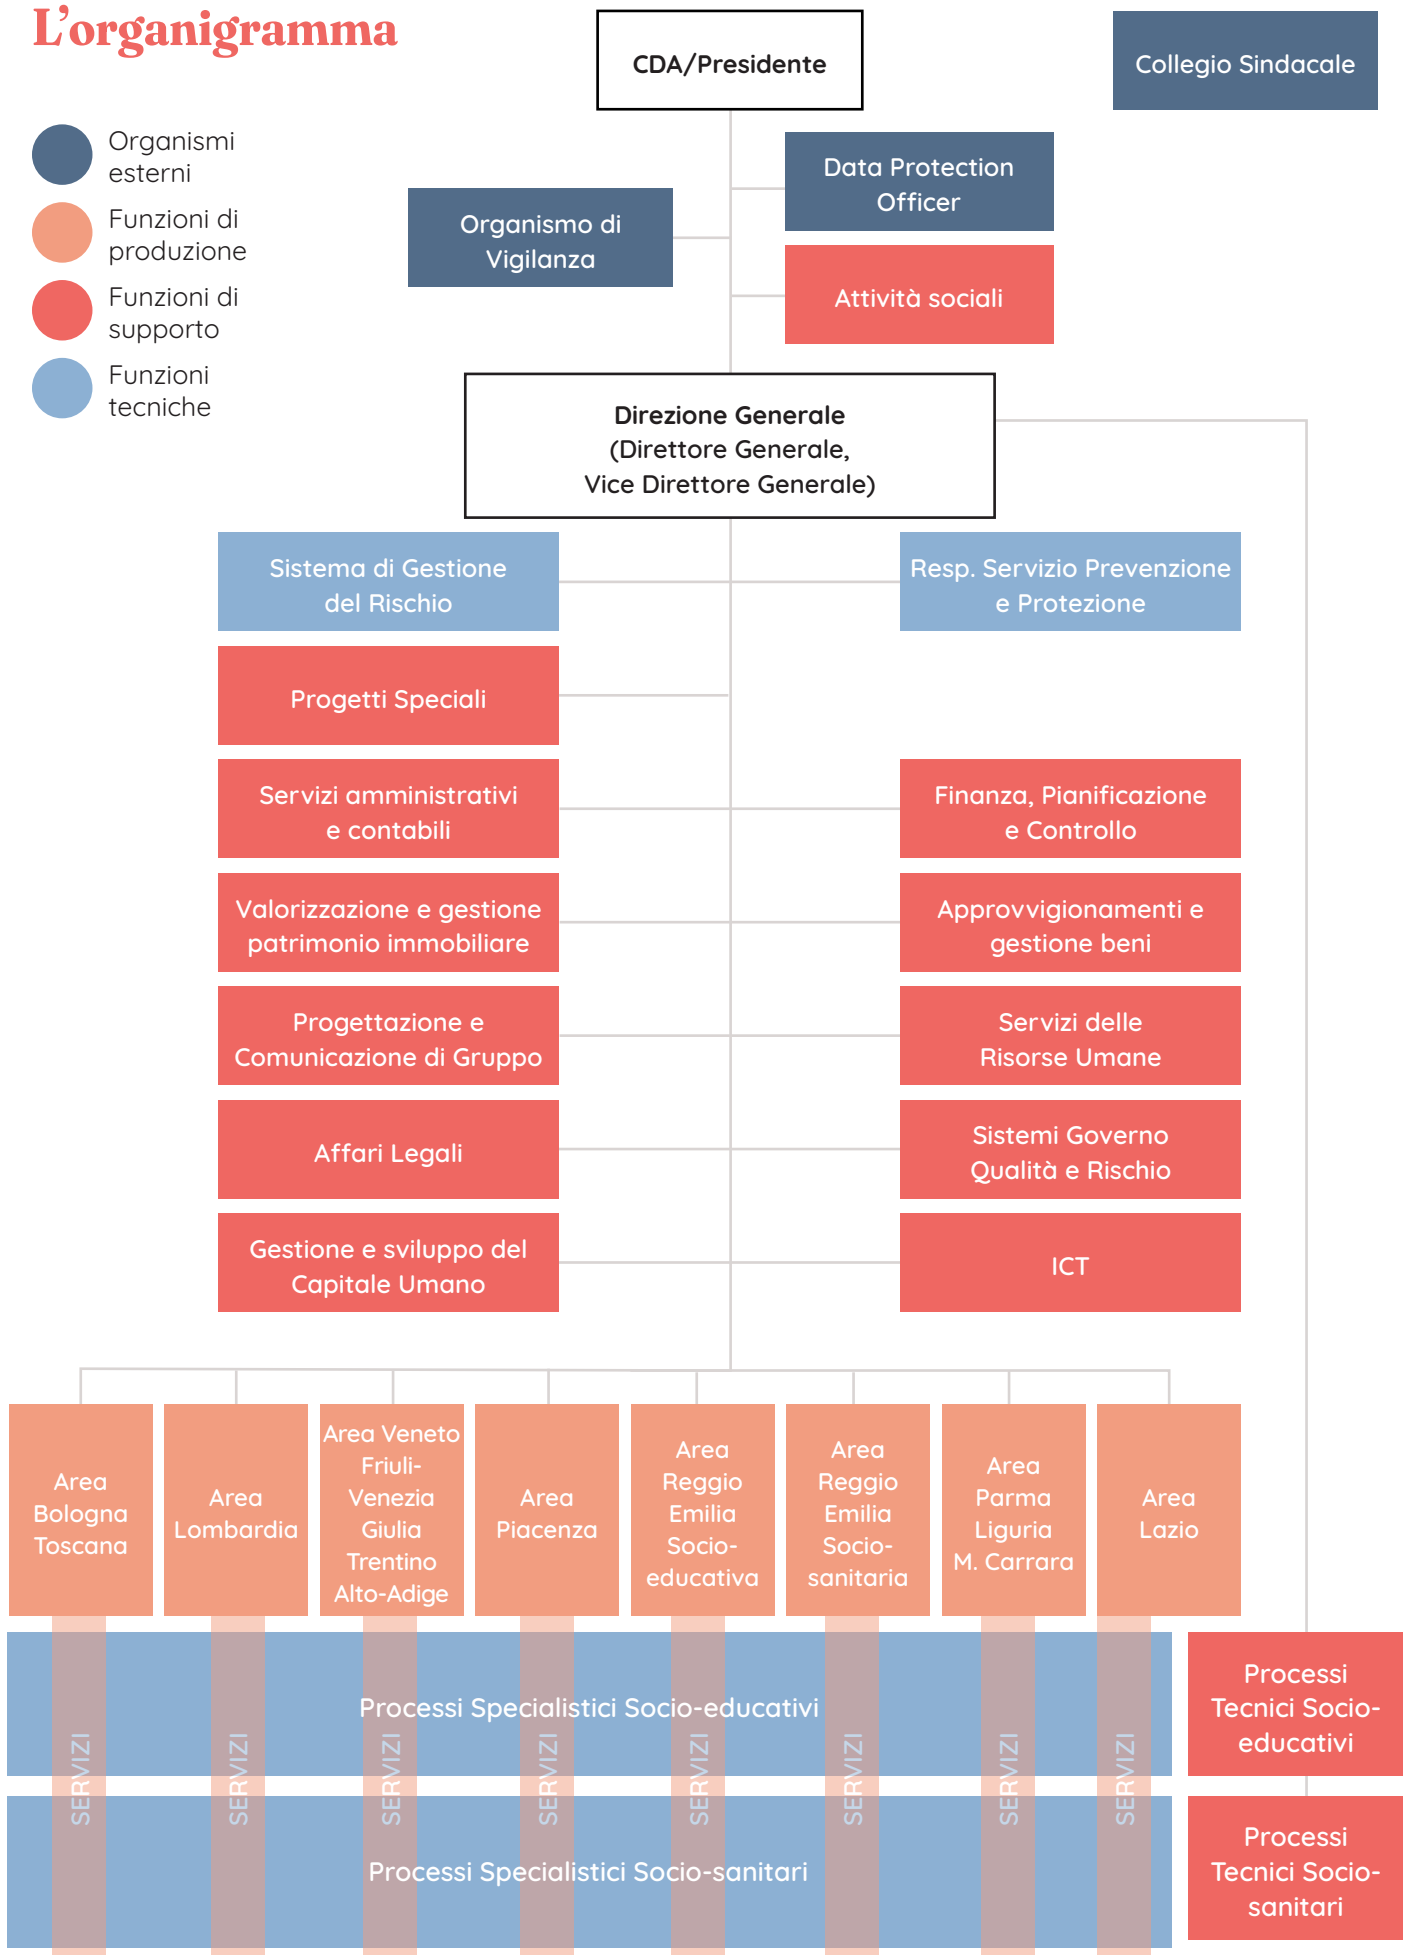 L’organigramma
Organismi
esterni
Funzioni di
produzione
Funzioni di
supporto
Funzioni
tecniche
CDA/Presidente
Collegio Sindacale
Data Protection
Officer
Organismo di
Vigilanza
Attività sociali
Direzione Generale
(Direttore Generale,
Vice Direttore Generale)
Sistema di Gestione
del Rischio
Resp. Servizio Prevenzione
e Protezione
Progetti Speciali
Servizi amministrativi
e contabili
Finanza, Pianificazione
e Controllo
Valorizzazione e gestione
patrimonio immobiliare
Approvvigionamenti e
gestione beni
Progettazione e
Comunicazione di Gruppo
Servizi delle
Risorse Umane
Affari Legali
Sistemi Governo
Qualità e Rischio
Gestione e sviluppo del
Capitale Umano
ICT
Area
Bologna
Toscana
Area
Lombardia
Area Veneto
Friuli-
Venezia
Giulia
Trentino
Alto-Adige
Area
Piacenza
Area
Reggio
Emilia
Socio-
educativa
Area
Reggio
Emilia
Socio-
sanitaria
Area
Parma
Liguria
M. Carrara
Area
Lazio
Processi Specialistici Socio-educativi
Processi
Tecnici Socio-
educativi
SERVIZI
SERVIZI
SERVIZI
SERVIZI
SERVIZI
SERVIZI
SERVIZI
SERVIZI
Processi Specialistici Socio-sanitari
Processi
Tecnici Socio-
sanitari